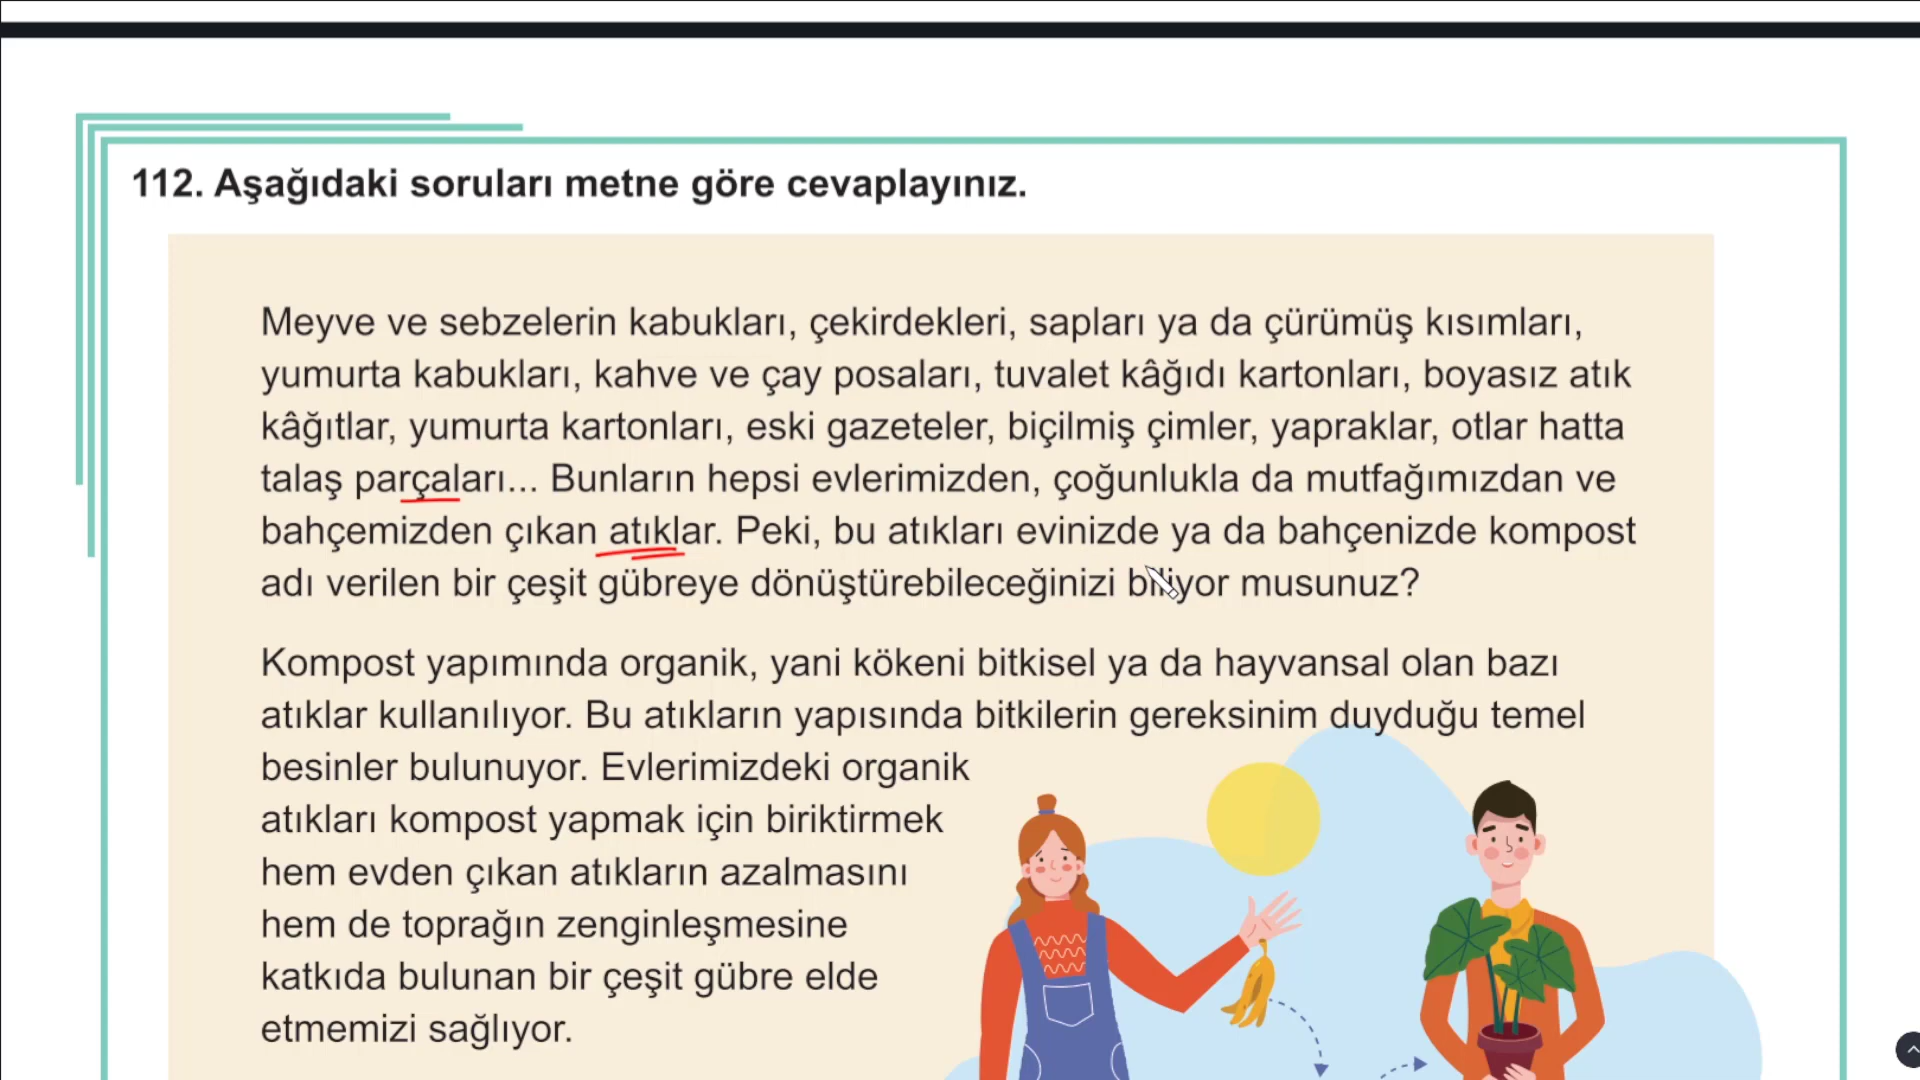 112. Aşağıdaki soruları metne göre cevaplayınız.
Meyve ve sebzelerin kabukları, çekirdekleri, sapları ya da çürümüş kısımları,
yumurta kabukları, kahve ve çay posaları, tuvalet kâğıdı kartonları, boyasız atık
kâğıtlar, yumurta kartonları, eski gazeteler, biçilmiş çimler, yapraklar, otlar hatta
talaş parçaları... Bunların hepsi evlerimizden, çoğunlukla da mutfağımızdan ve
bahçemizden çıkan atıklar. Peki, bu atıkları evinizde ya da bahçenizde kompost
adı verilen bir çeşit gübreye dönüştürebileceğinizi biliyor musunuz?
Kompost yapımında organik, yani kökeni bitkisel ya da hayvansal olan bazı
atıklar kullanılıyor. Bu atıkların yapısında bitkilerin gereksinim duyduğu temel
besinler bulunuyor. Evlerimizdeki organik
atıkları kompost yapmak için biriktirmek
hem evden çıkan atıkların azalmasını
hem de toprağın zenginleşmesine
katkıda bulunan bir çeşit gübre elde
etmemizi sağlıyor.